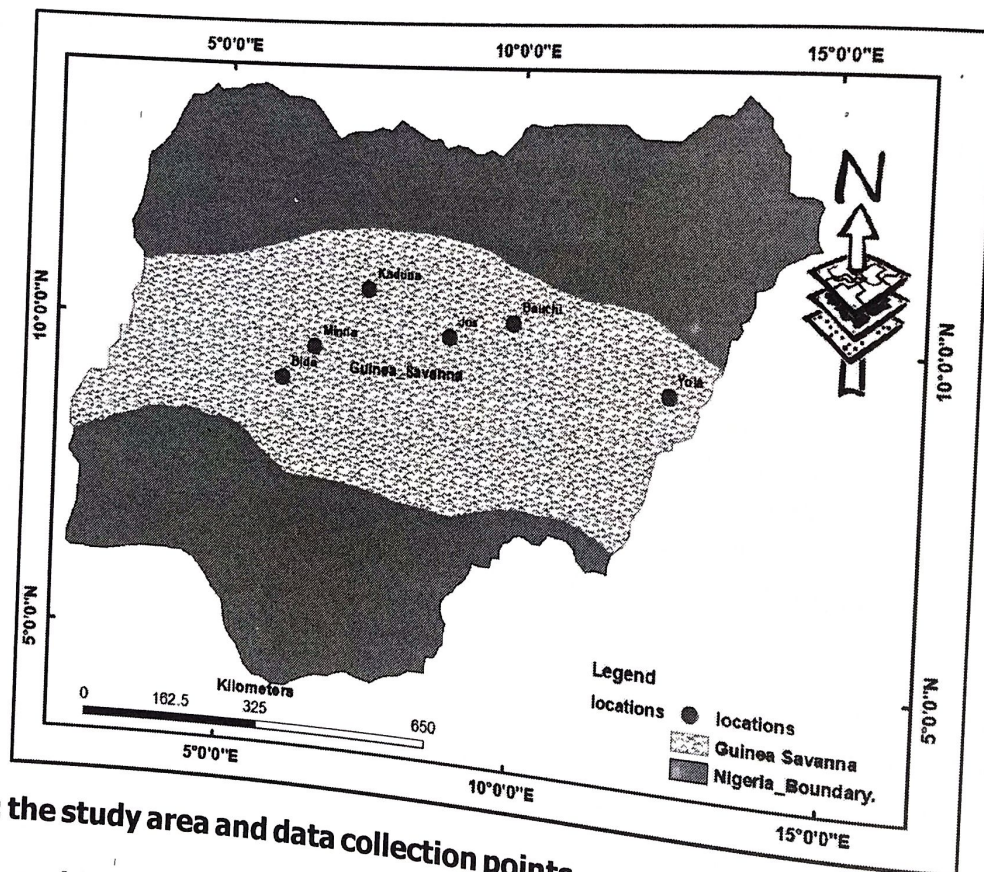 5°0'0"E 10°0'0"E 15°0'0"E
N
10°0'0"N
Kaduna
Bauchi
Jos
Minna
10°0'0"N
Bida
Guinea_Savanna
Yola
5°0'0"N
5°0'0"N
Legend
Kilometers
0 162.5 325 650
locations locations
Guinea Savanna
Nigeria_Boundary.
5°0'0"E 10°0'0"E 15°0'0"E
the study area and data collection points